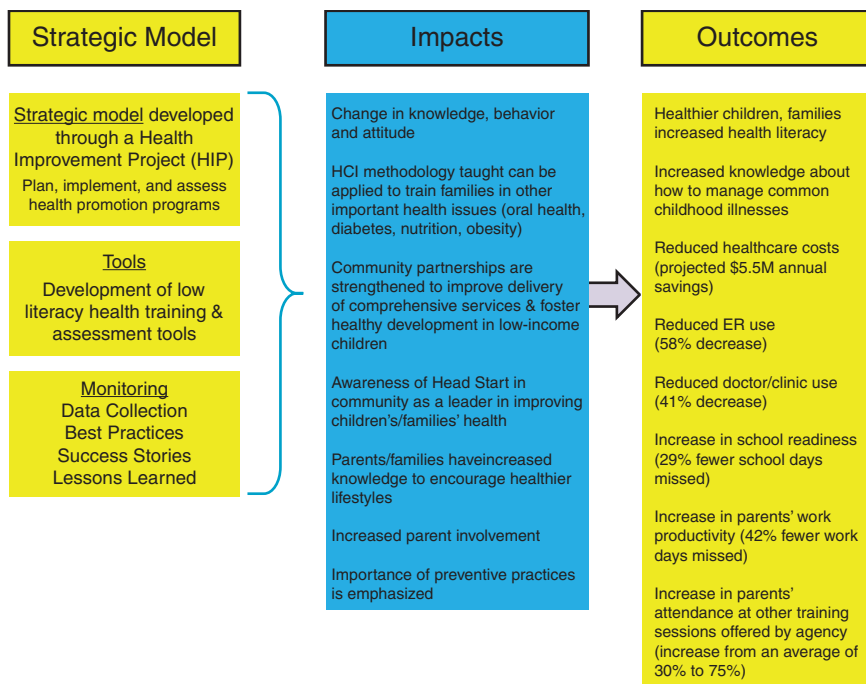 Strategic Model
Strategic model developed
through a Health
Improvement Project (HIP)
Plan, implement, and assess
health promotion programs
Tools
Development of low
literacy health training &
assessment tools
Monitoring
Data Collection
Best Practices
Success Stories
Lessons Learned
Impacts
Change in knowledge, behavior
and attitude
HCI methodology taught can be
applied to train families in other
important health issues (oral health,
diabetes, nutrition, obesity)
Community partnerships are
strengthened to improve delivery
of comprehensive services & foster
healthy development in low-income
children
Awareness of Head Start in
community as a leader in improving
children’s/families’ health
Parents/families haveincreased
knowledge to encourage healthier
lifestyles
Increased parent involvement
Importance of preventive practices
is emphasized
Outcomes
Healthier children, families
increased health literacy
Increased knowledge about
how to manage common
childhood illnesses
Reduced healthcare costs
(projected $5.5M annual
savings)
Reduced ER use
(58% decrease)
Reduced doctor/clinic use
(41% decrease)
Increase in school readiness
(29% fewer school days
missed)
Increase in parents’ work
productivity (42% fewer work
days missed)
Increase in parents’
attendance at other training
sessions offered by agency
(increase from an average of
30% to 75%)